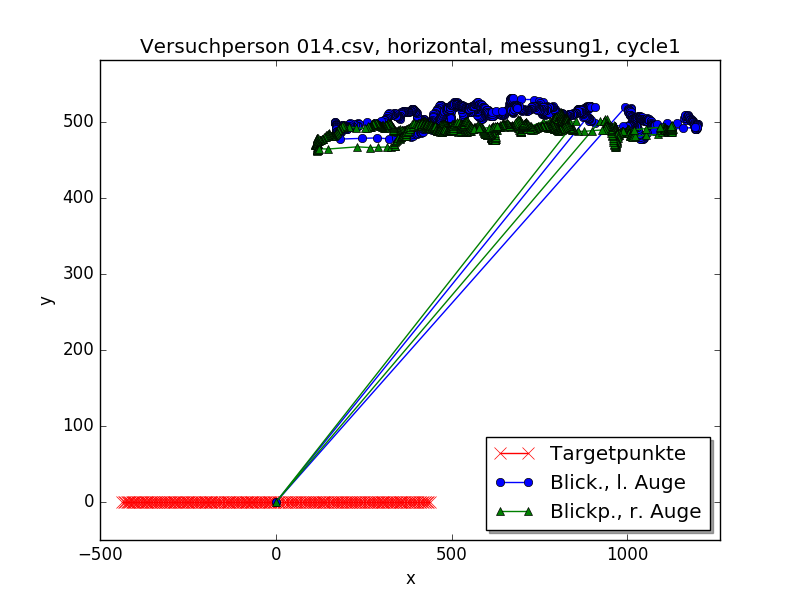 Versuchperson 014.csv, horizontal, messung1, cycle1
y
500
400
300
200
100
0
−500
0
500
1000
x
Targetpunkte
Blick., l. Auge
Blickp., r. Auge